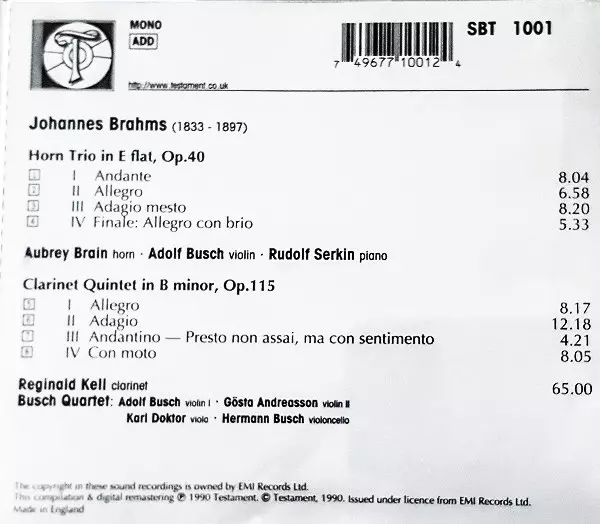 MONO
ADD
SBT 1001
7 49677 10012 4
http://www.testament.co.uk
Johannes Brahms (1833 - 1897)
Horn Trio in E flat, Op.40
1 I Andante 8.04
2 II Allegro 6.58
3 III Adagio mesto 8.20
4 IV Finale: Allegro con brio 5.33
Aubrey Brain horn · Adolf Busch violin · Rudolf Serkin piano
Clarinet Quintet in B minor, Op.115
5 I Allegro 8.17
6 II Adagio 12.18
7 III Andantino — Presto non assai, ma con sentimento 4.21
8 IV Con moto 8.05
Reginald Kell clarinet 65.00
Busch Quartet: Adolf Busch violin I · Gösta Andreasson violin II
Karl Doktor viola · Hermann Busch violoncello
The copyright in these sound recordings is owned by EMI Records Ltd.
This compilation & digital remastering ℗ 1990 Testament. © Testament, 1990. Issued under licence from EMI Records Ltd.
Made in England